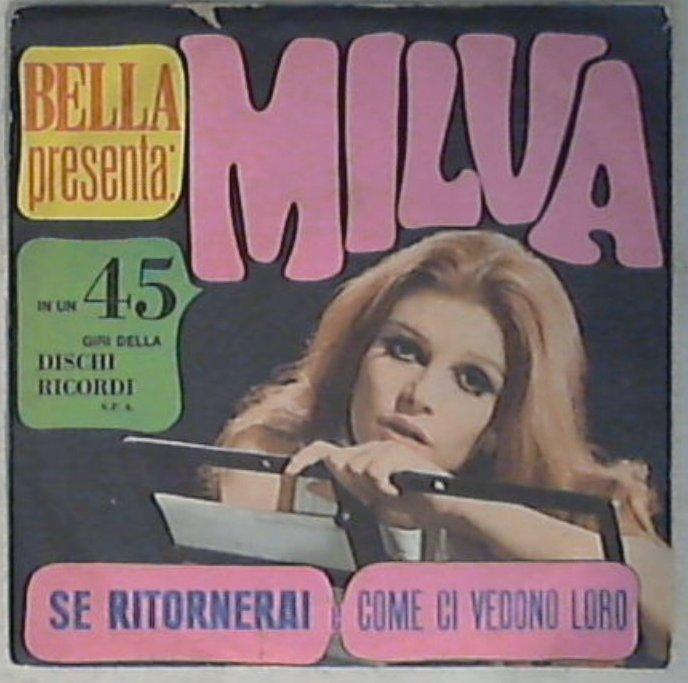 BELLA
presenta:
MILVA
IN UN 45
GIRI DELLA
DISCHI
RICORDI
S.P.A.
SE RITORNERAI
COME CI VEDONO LORO